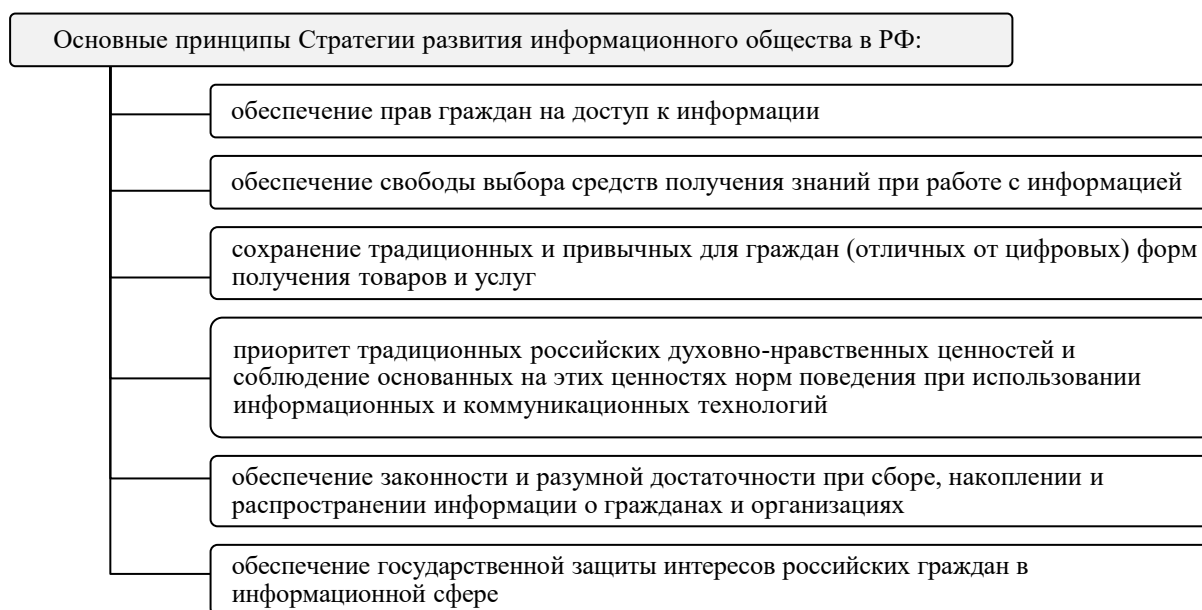 Основные принципы Стратегии развития информационного общества в РФ:
обеспечение прав граждан на доступ к информации
обеспечение свободы выбора средств получения знаний при работе с информацией
сохранение традиционных и привычных для граждан (отличных от цифровых) форм
получения товаров и услуг
приоритет традиционных российских духовно-нравственных ценностей и
соблюдение основанных на этих ценностях норм поведения при использовании
информационных и коммуникационных технологий
обеспечение законности и разумной достаточности при сборе, накоплении и
распространении информации о гражданах и организациях
обеспечение государственной защиты интересов российских граждан в
информационной сфере